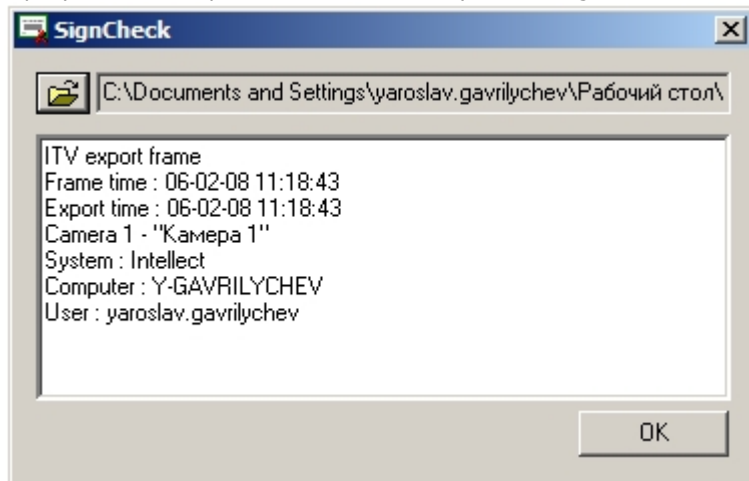 SignCheck
C:\Documents and Settings\yaroslav.gavrilychev\Рабочий стол\
ITV export frame
Frame time : 06-02-08 11:18:43
Export time : 06-02-08 11:18:43
Camera 1 - "Камера 1"
System : Intellect
Computer : Y-GAVRILYCHEV
User : yaroslav.gavrilychev
OK